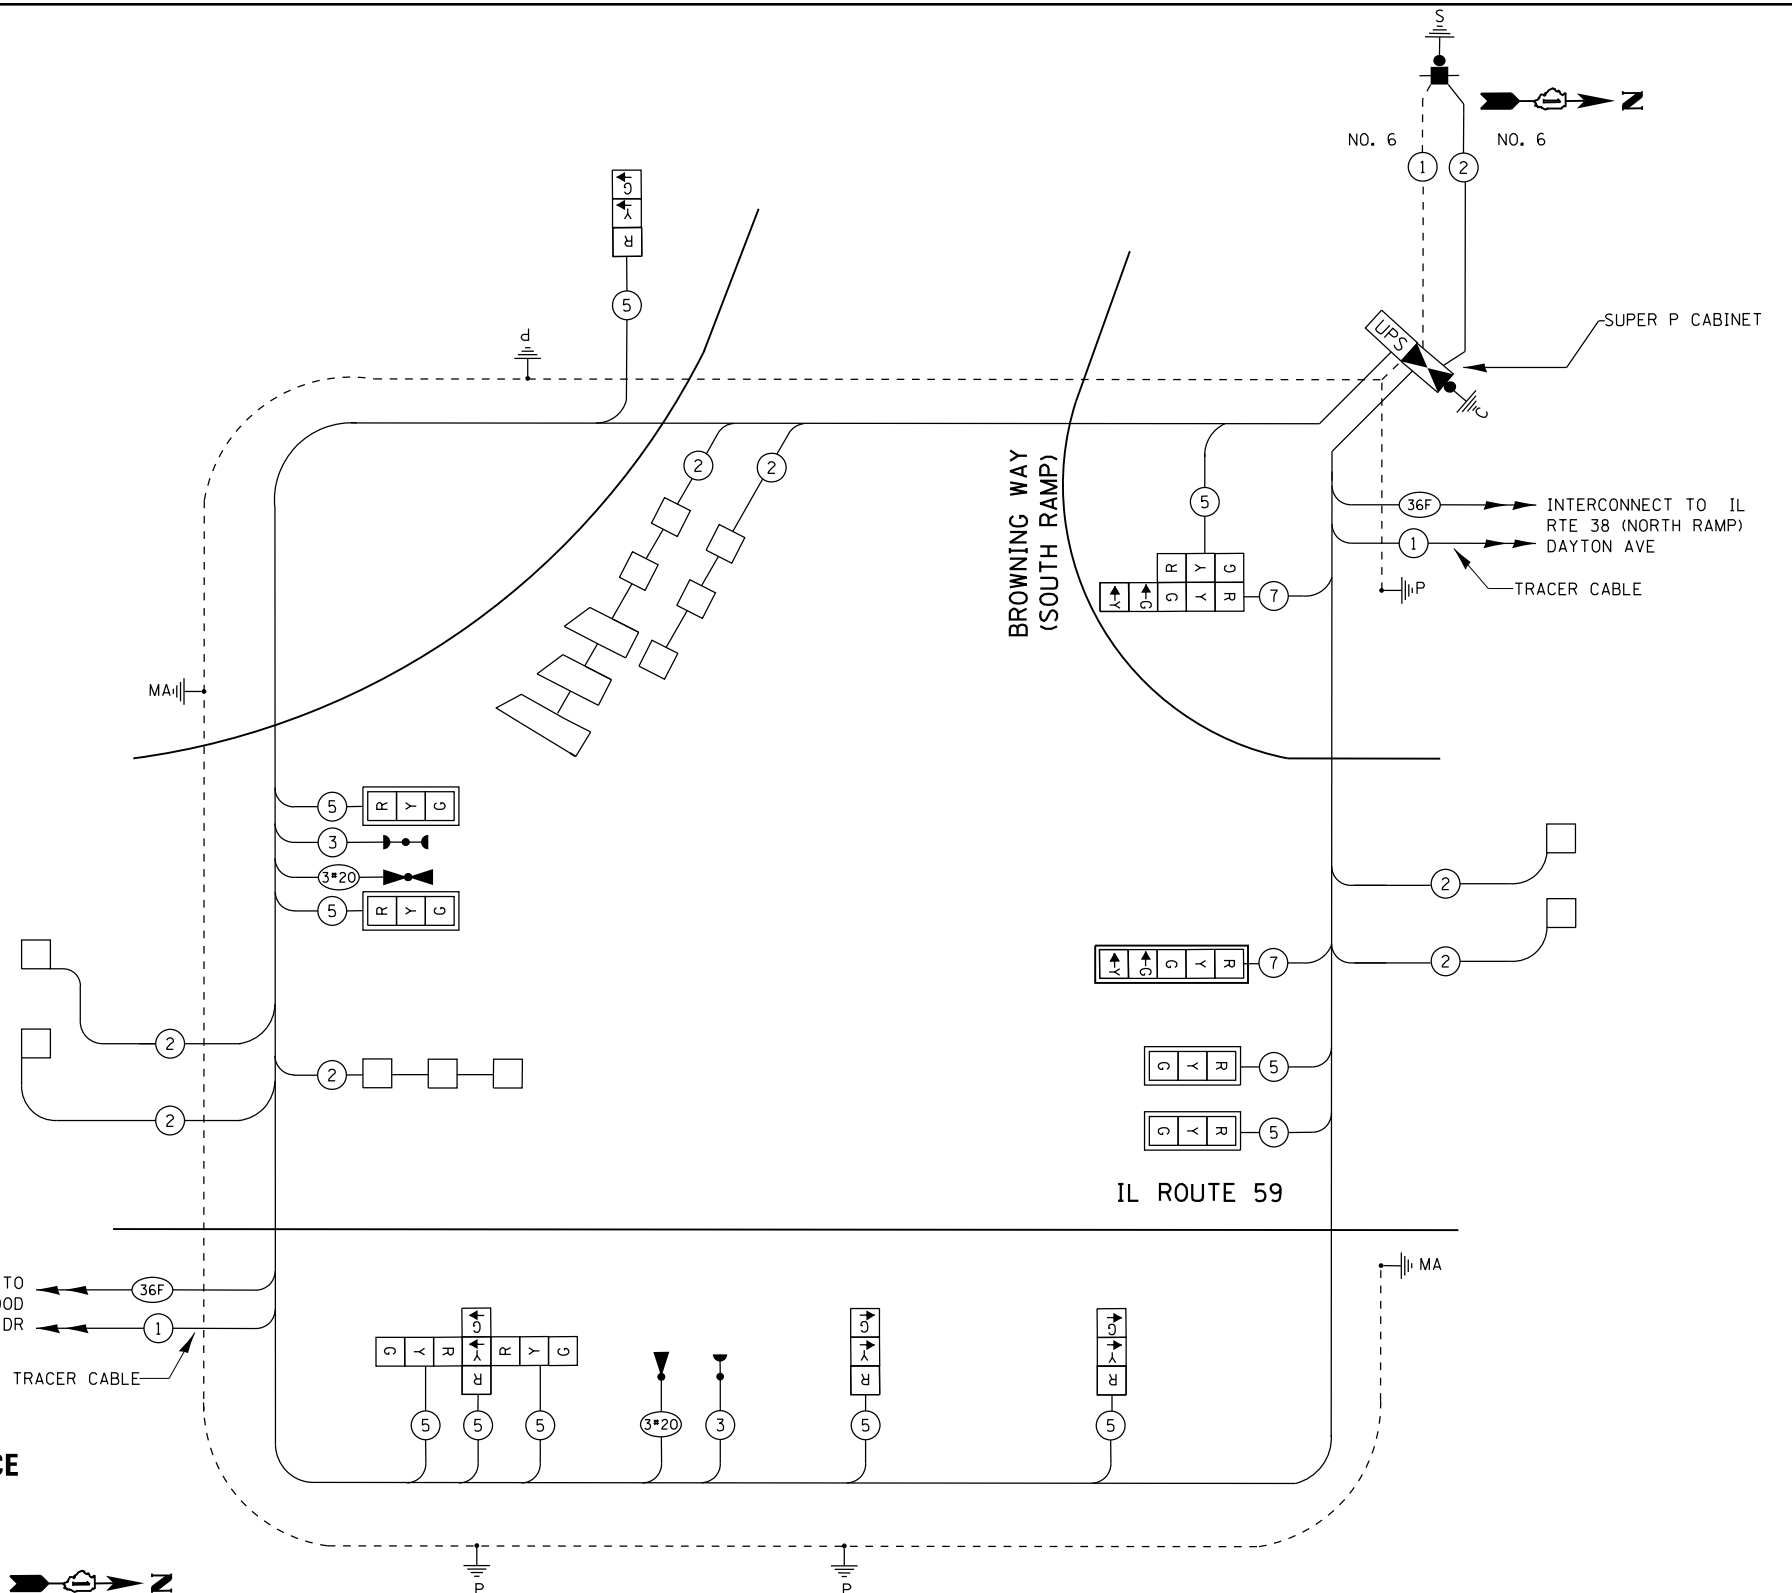 S
N
NO. 6
NO. 6
1
2
G
Y
R
5
UPS
SUPER P CABINET
P
C
2
2
BROWNING WAY
(SOUTH RAMP)
5
36F
INTERCONNECT TO IL
RTE 38 (NORTH RAMP)
DAYTON AVE
1
TRACER CABLE
P
R Y G
Y G G Y R
7
MA
5
R Y G
3
3#20
5
R Y G
2
2
Y G G Y R
7
2
2
2
G Y R
5
G Y R
5
IL ROUTE 59
MA
TO
OOD
DR
36F
1
TRACER CABLE
G
G Y R Y R Y G
R
G
Y
R
G
Y
R
5
5
5
3#20
3
5
5
CE
P
P
N